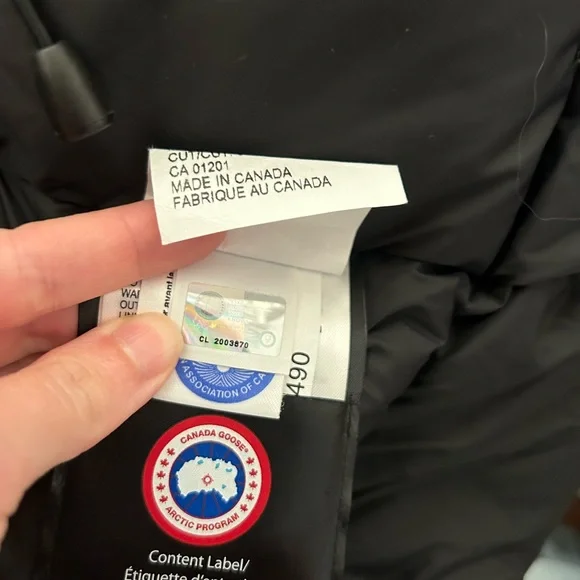 CA 01201
MADE IN CANADA
FABRIQUE AU CANADA
CL 2003870
490
ASSOCIATION OF
CANADA GOOSE®
ARCTIC PROGRAM
Content Label/
Étiquette